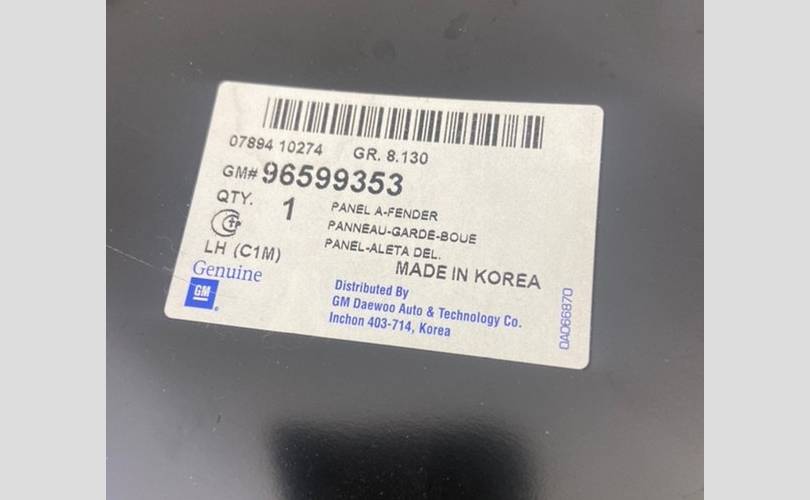 07894 10274 GR. 8.130
GM# 96599353
QTY. 1 PANEL A-FENDER
PANNEAU-GARDE-BOUE
LH (C1M) PANEL-ALETA DEL.
MADE IN KOREA
Genuine
GM
Distributed By
GM Daewoo Auto & Technology Co.
Inchon 403-714, Korea
DAD66870